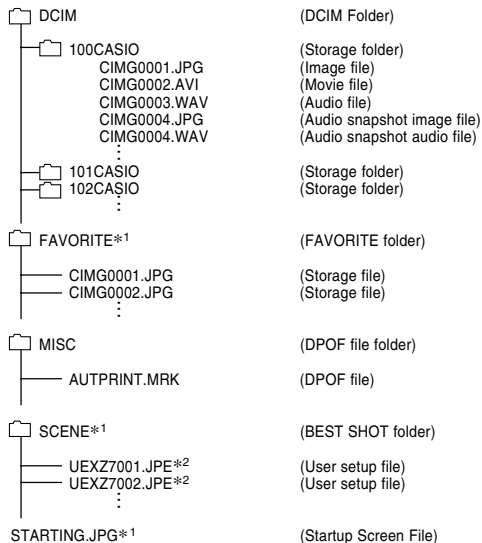 DCIM (DCIM Folder)
100CASIO (Storage folder)
CIMG0001.JPG (Image file)
CIMG0002.AVI (Movie file)
CIMG0003.WAV (Audio file)
CIMG0004.JPG (Audio snapshot image file)
CIMG0004.WAV (Audio snapshot audio file)
101CASIO (Storage folder)
102CASIO (Storage folder)
FAVORITE*1 (FAVORITE folder)
CIMG0001.JPG (Storage file)
CIMG0002.JPG (Storage file)
MISC (DPOF file folder)
AUTPRINT.MRK (DPOF file)
SCENE*1 (BEST SHOT folder)
UEXZ7001.JPE*2 (User setup file)
UEXZ7002.JPE*2 (User setup file)
STARTING.JPG*1 (Startup Screen File)